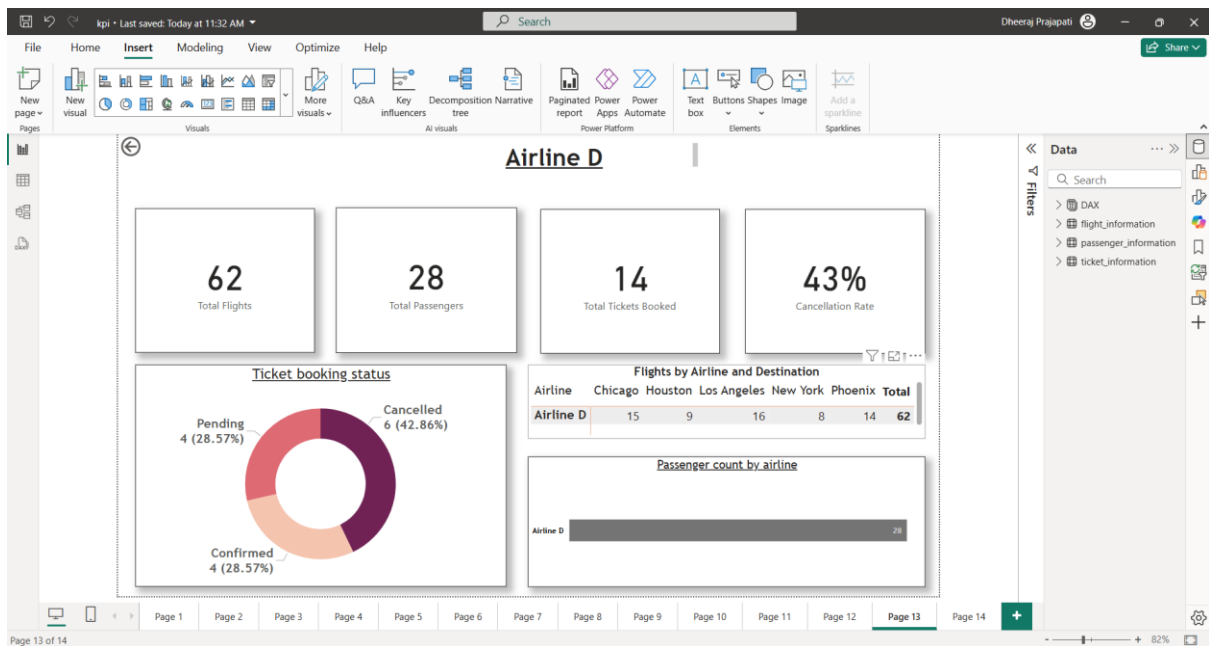 kpi • Last saved: Today at 11:32 AM
Search
Dheeraj Prajapati
File Home Insert Modeling View Optimize Help
Share
New page
New visual
More visuals
Q&A
Key influencers
Decomposition tree
Narrative
Paginated report
Power Apps
Power Automate
Text box
Buttons
Shapes
Image
Add a sparkline
Pages
Visuals
AI visuals
Power Platform
Elements
Sparklines
Airline D
62
Total Flights
28
Total Passengers
14
Total Tickets Booked
43%
Cancellation Rate
Ticket booking status
Cancelled
6 (42.86%)
Pending
4 (28.57%)
Confirmed
4 (28.57%)
Flights by Airline and Destination
Airline Chicago Houston Los Angeles New York Phoenix Total
Airline D 15 9 16 8 14 62
Passenger count by airline
Airline D 28
Filters
Data
Search
DAX
flight_information
passenger_information
ticket_information
Page 1 Page 2 Page 3 Page 4 Page 5 Page 6 Page 7 Page 8 Page 9 Page 10 Page 11 Page 12 Page 13 Page 14
Page 13 of 14
82%